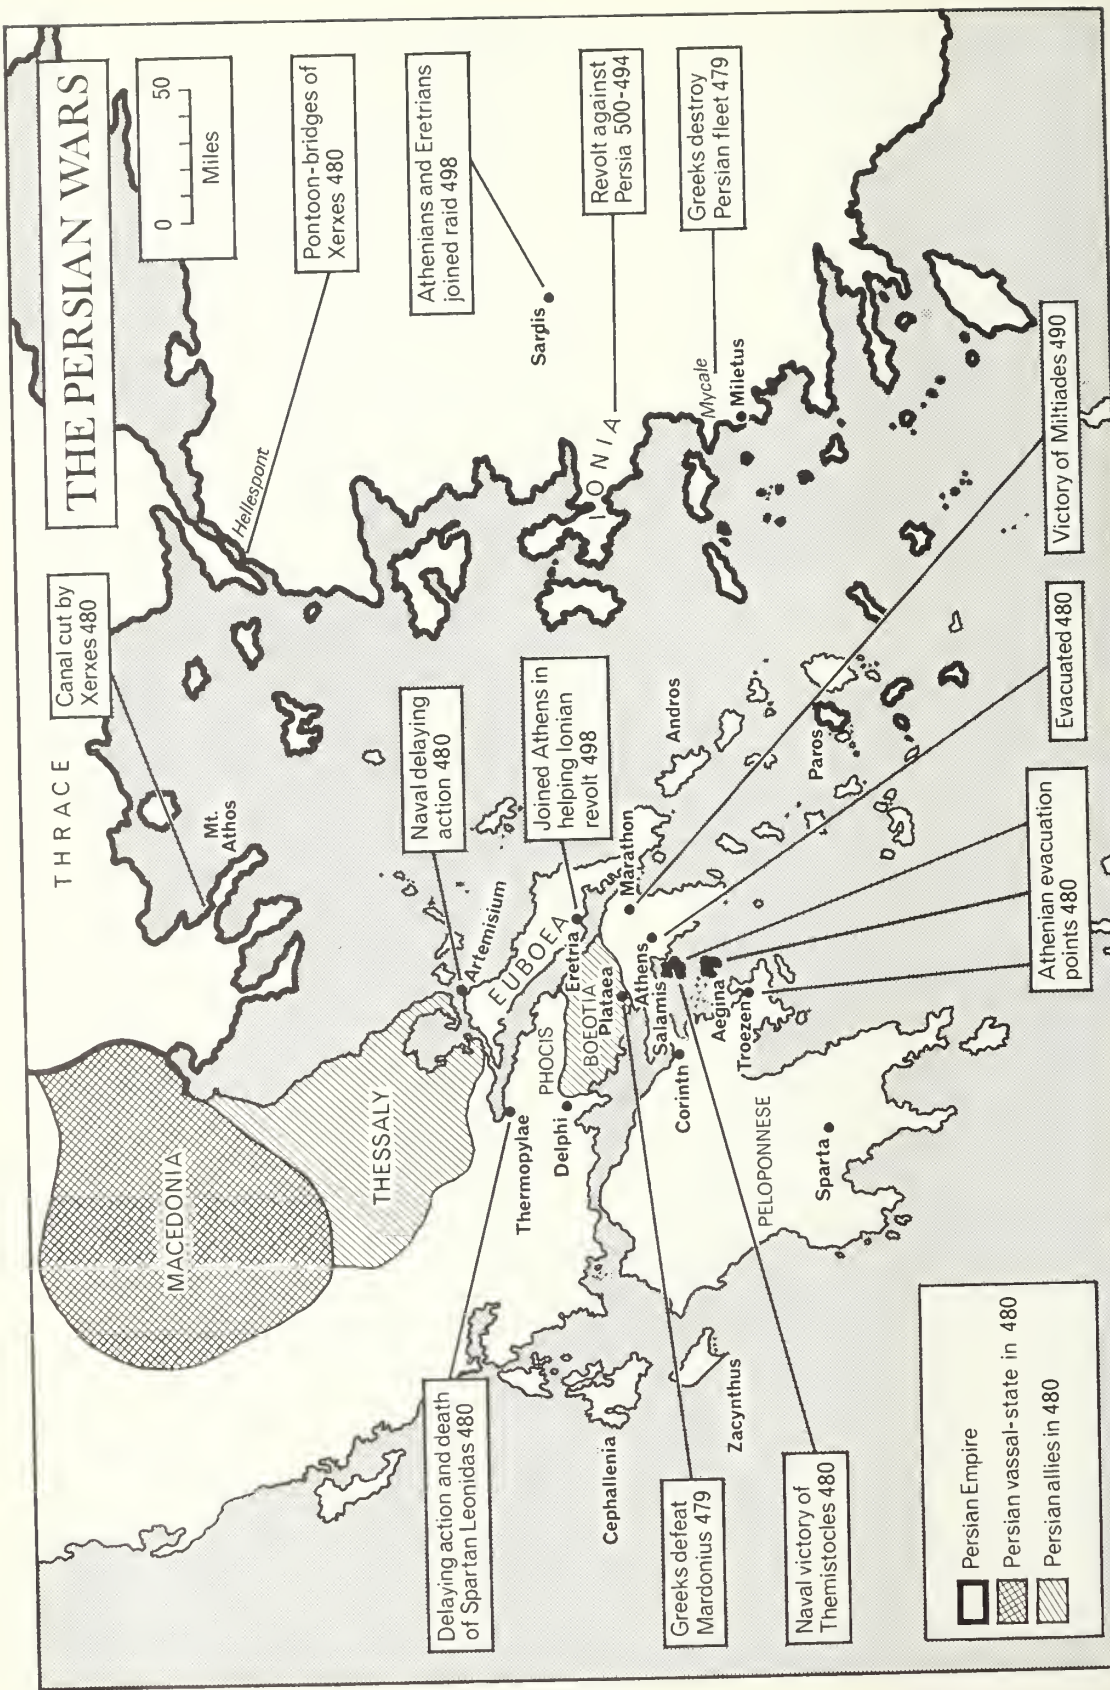 THE PERSIAN WARS
0 50
Miles
Pontoon-bridges of
Xerxes 480
Athenians and Eretrians
joined raid 498
Revolt against
Persia 500-494
Greeks destroy
Persian fleet 479
Canal cut by
Xerxes 480
THRACE
Hellespont
Mt.
Athos
Sardis
IONIA
Mycale
Miletus
Naval delaying
action 480
Joined Athens in
helping Ionian
revolt 498
MACEDONIA
THESSALY
Artemisium
EUBOEA
Eretria
Thermopylae
PHOCIS
Delphi
BOEOTIA
Plataea
Marathon
Athens
Salamis
Aegina
Troezen
Corinth
Andros
Paros
PELOPONNESE
Sparta
Cephallenia
Zacynthus
Victory of Miltiades 490
Evacuated 480
Athenian evacuation
points 480
Delaying action and death
of Spartan Leonidas 480
Greeks defeat
Mardonius 479
Naval victory of
Themistocles 480
Persian Empire
Persian vassal-state in 480
Persian allies in 480